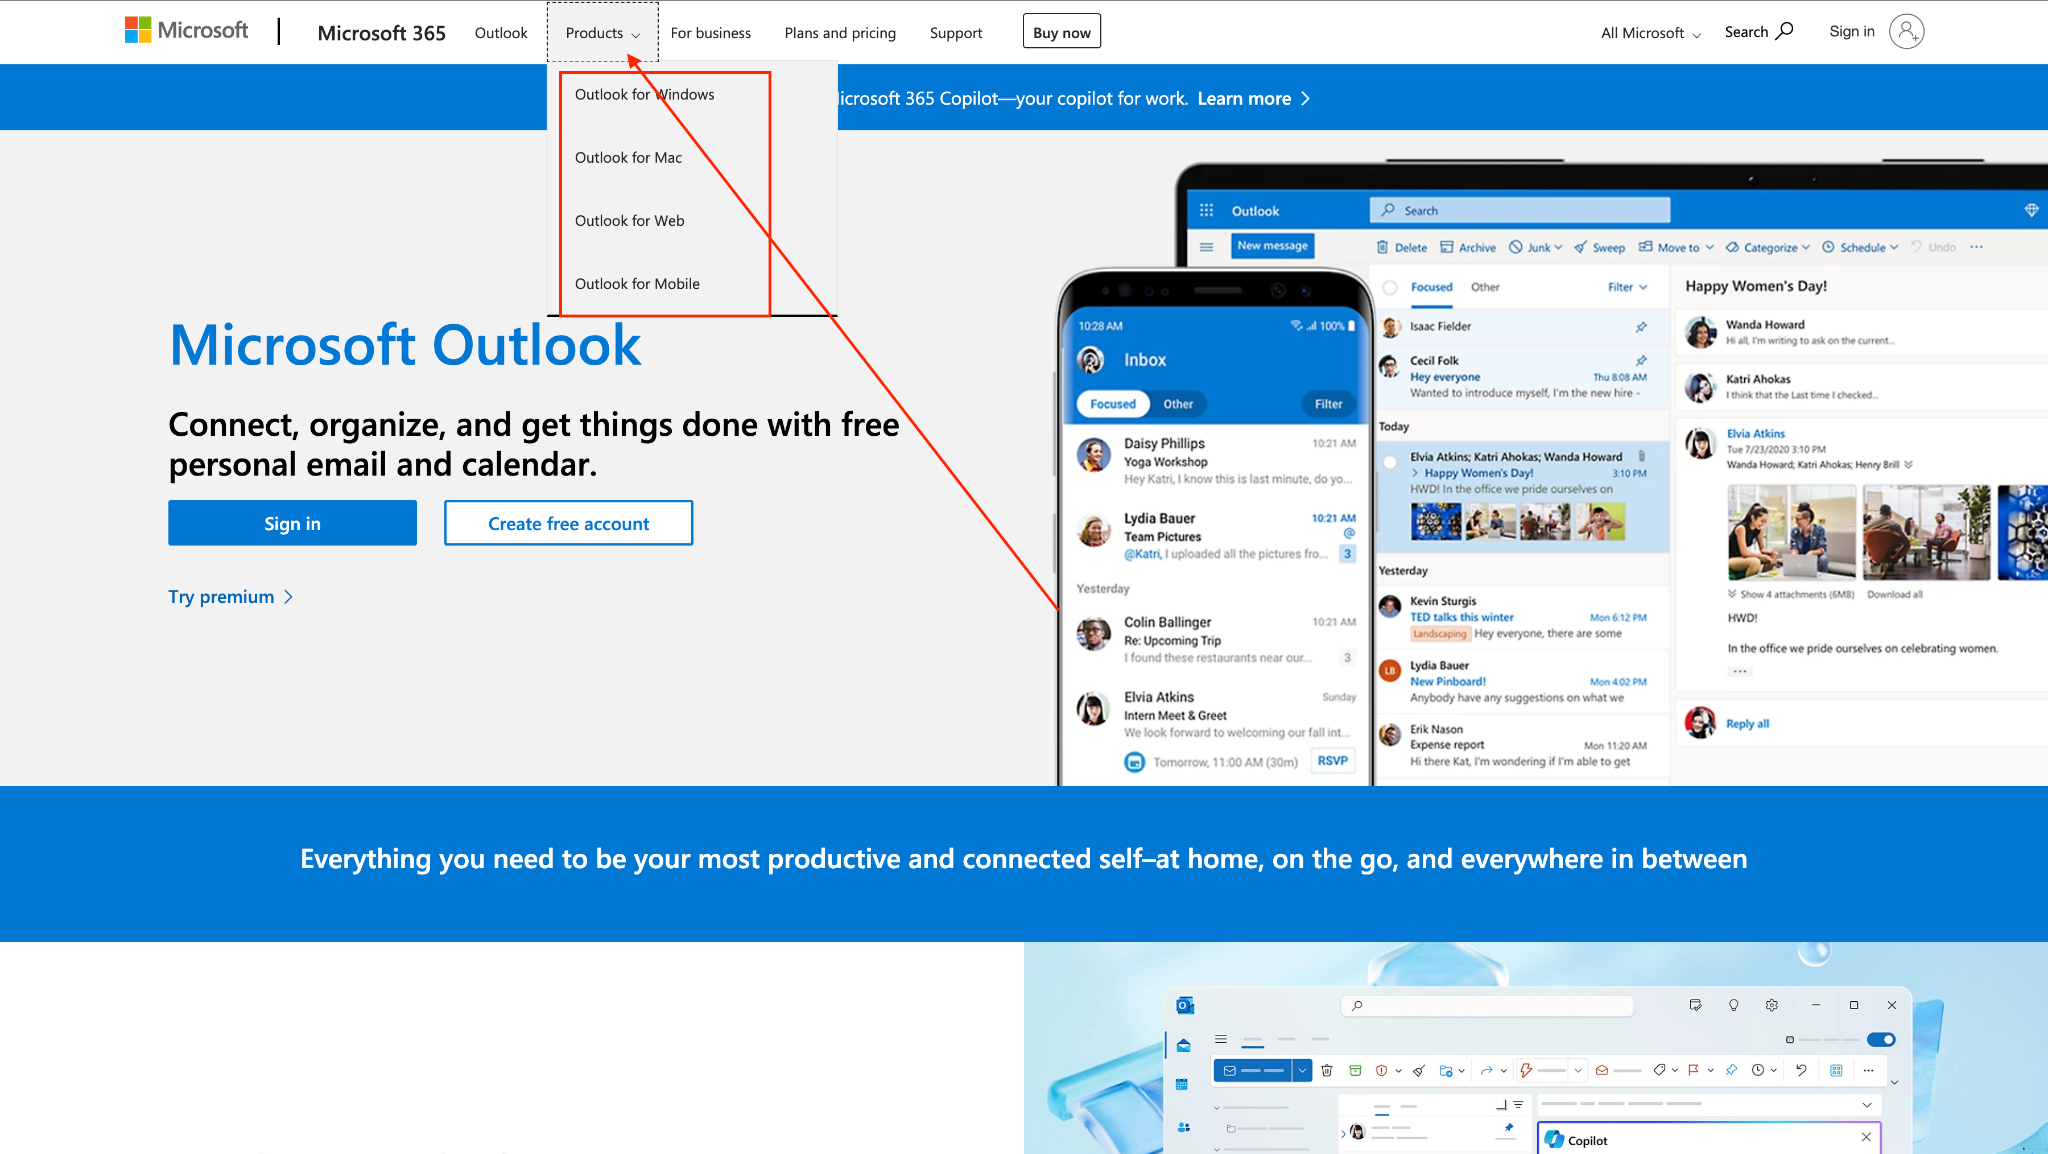 Microsoft
Microsoft 365
Outlook
Products
For business
Plans and pricing
Support
Buy now
All Microsoft
Search
Sign in
Outlook for Windows
Outlook for Mac
Outlook for Web
Outlook for Mobile
icrosoft 365 Copilot—your copilot for work. Learn more
Microsoft Outlook
Connect, organize, and get things done with free
personal email and calendar.
Sign in
Create free account
Try premium
10:28 AM
100%
Inbox
Focused
Other
Filter
Daisy Phillips
10:21 AM
Yoga Workshop
Hey Katri, I know this is last minute, do yo...
Lydia Bauer
10:21 AM
Team Pictures
@
@Katri, I uploaded all the pictures fro...
3
Yesterday
Colin Ballinger
10:21 AM
Re: Upcoming Trip
I found these restaurants near our...
3
Elvia Atkins
Sunday
Intern Meet & Greet
We look forward to welcoming our fall int...
Tomorrow, 11:00 AM (30m)
RSVP
Outlook
Search
New message
Delete
Archive
Junk
Sweep
Move to
Categorize
Schedule
Undo
Focused
Other
Filter
Isaac Fielder
Cecil Folk
Hey everyone
Thu 8:08 AM
Wanted to introduce myself, I'm the new hire -
Today
Elvia Atkins; Katri Ahokas; Wanda Howard
Happy Women's Day!
3:10 PM
HWD! In the office we pride ourselves on
Yesterday
Kevin Sturgis
TED talks this winter
Mon 6:12 PM
Landscaping
Hey everyone, there are some
LB
Lydia Bauer
New Pinboard!
Mon 4:02 PM
Anybody have any suggestions on what we
Erik Nason
Expense report
Mon 11:20 AM
Hi there Kat, I'm wondering if I'm able to get
Happy Women's Day!
Wanda Howard
Hi all, I'm writing to ask on the current...
Katri Ahokas
I think that the Last time I checked...
Elvia Atkins
Tue 7/23/2020 3:10 PM
Wanda Howard; Katri Ahokas; Henry Brill
Show 4 attachments (6MB)
Download all
HWD!
In the office we pride ourselves on celebrating women.
Reply all
Everything you need to be your most productive and connected self–at home, on the go, and everywhere in between
Copilot